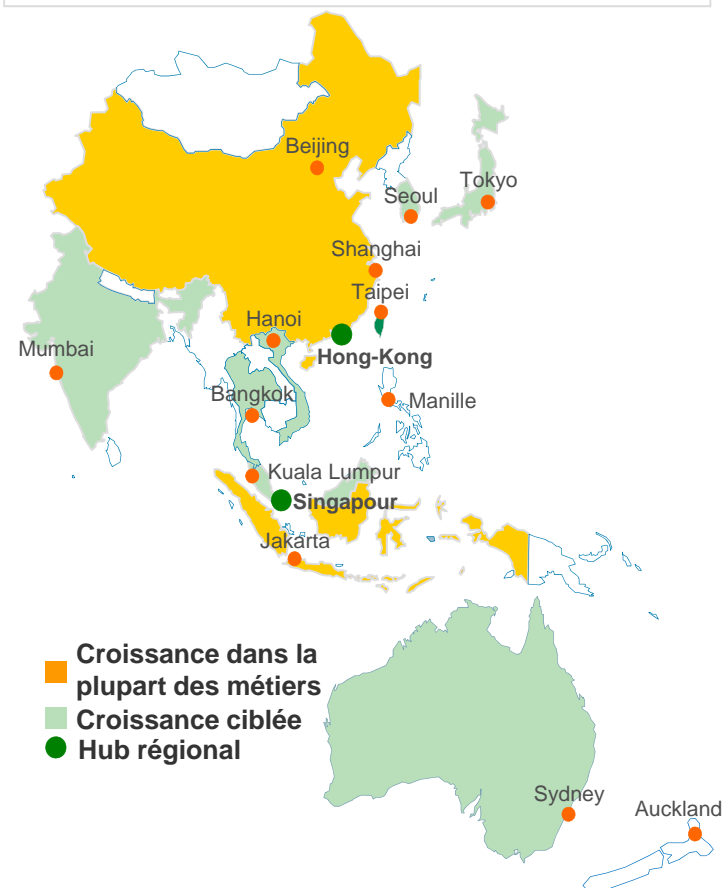 Beijing
Seoul
Tokyo
Shanghai
Taipei
Hanoi
Mumbai
Hong-Kong
Bangkok
Manille
Kuala Lumpur
Singapour
Jakarta
Croissance dans la
plupart des métiers
Croissance ciblée
Hub régional
Sydney
Auckland